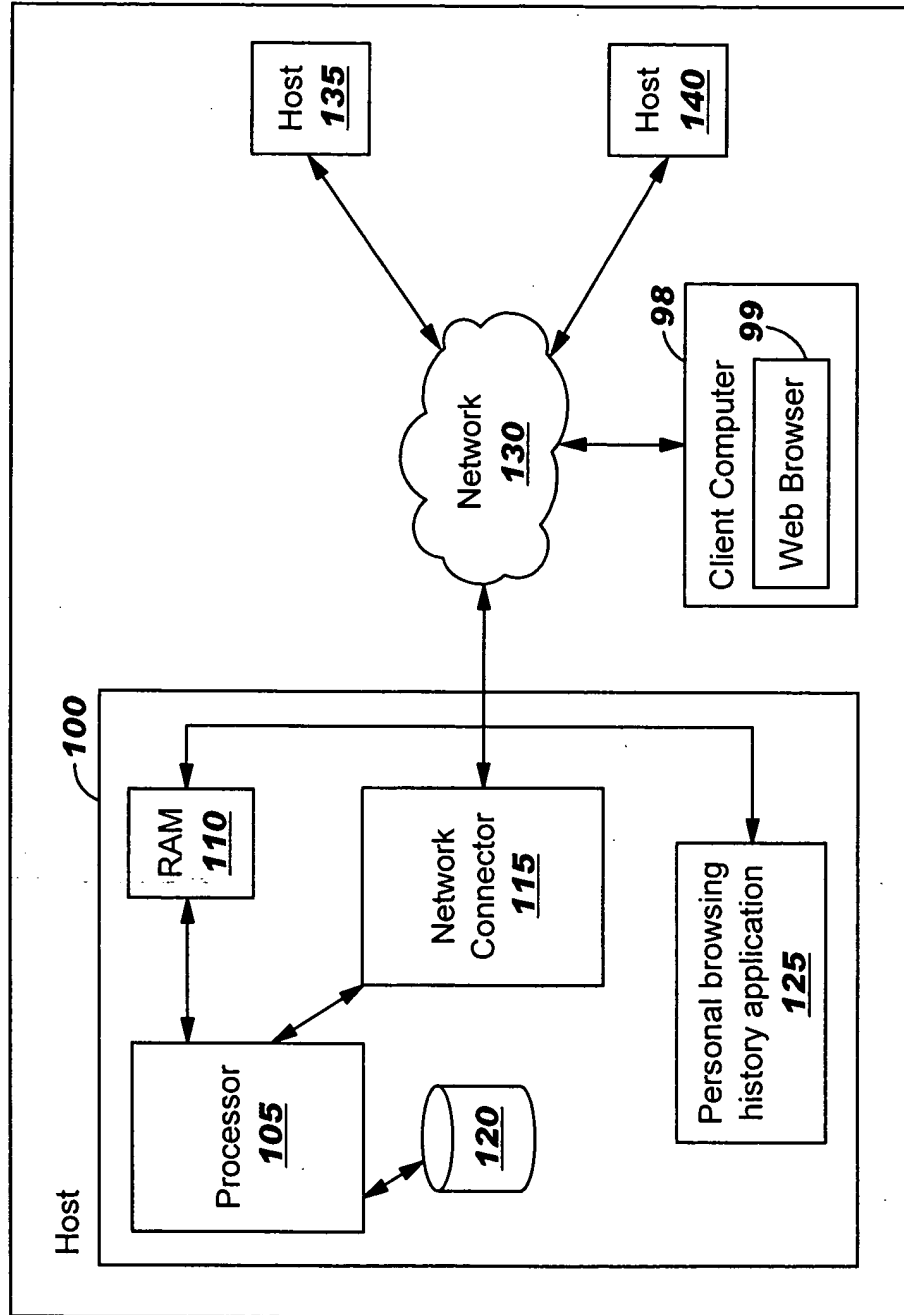 Host
100
Processor
105
RAM
110
120
Network
Connector
115
Personal browsing
history application
125
Network
130
Host
135
Host
140
Client Computer
98
Web Browser
99